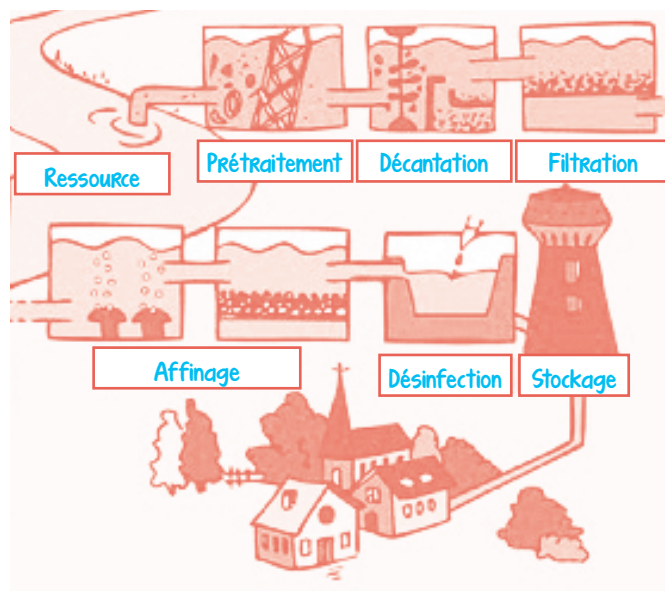 Ressource
Prétraitement
Décantation
Filtration
Affinage
Désinfection
Stockage